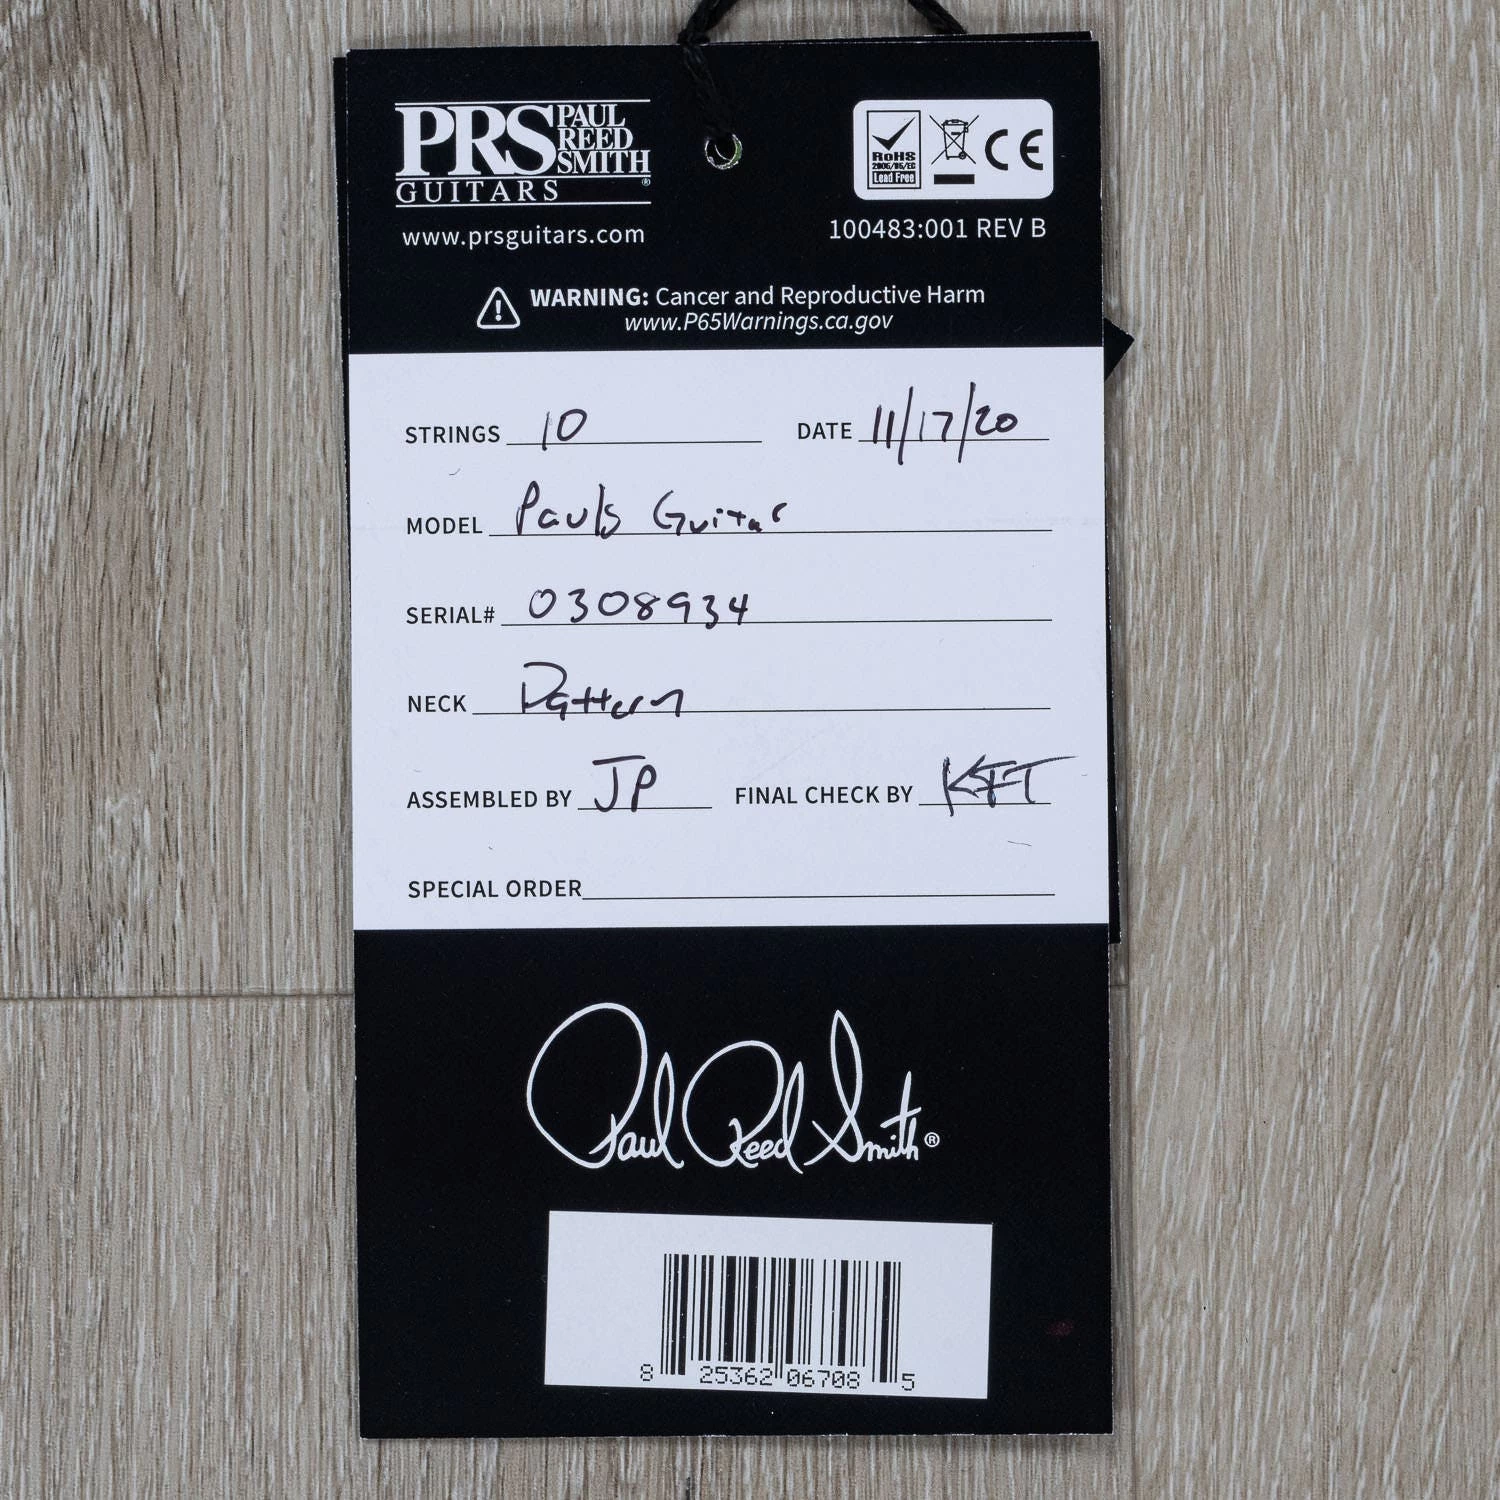 PRS PAUL REED SMITH
GUITARS ®
www.prsguitars.com
RoHS
2005/95/EC
Lead Free
CE
100483:001 REV B
WARNING: Cancer and Reproductive Harm
www.P65Warnings.ca.gov
STRINGS 10 DATE 11/17/20
MODEL Pauls Guitar
SERIAL# 0308934
NECK Pattern
ASSEMBLED BY JP FINAL CHECK BY
SPECIAL ORDER
Paul Reed Smith ®
8 25362 06708 5